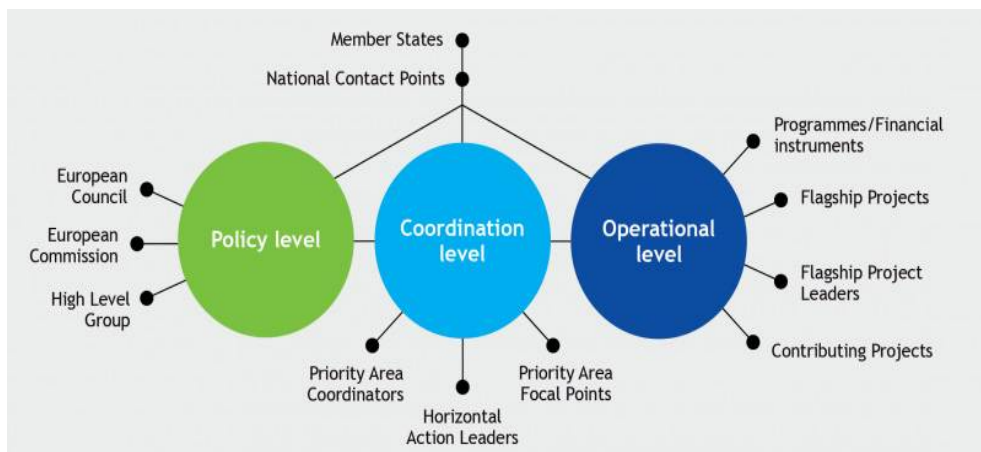 Member States
National Contact Points
European
Council
European
Commission
High Level
Group
Policy level
Coordination
level
Operational
level
Programmes/Financial
instruments
Flagship Projects
Flagship Project
Leaders
Contributing Projects
Priority Area
Coordinators
Horizontal
Action Leaders
Priority Area
Focal Points